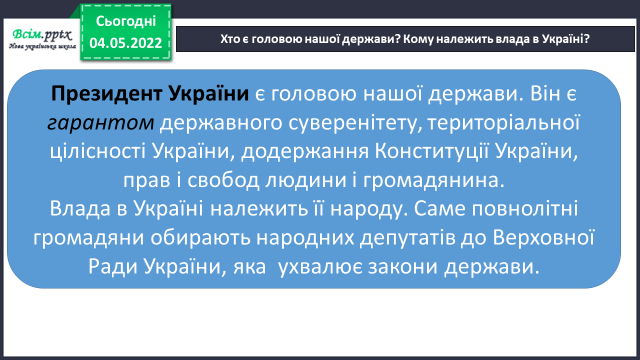 Всім.pptx
Нова українська школа
Сьогодні
04.05.2022
Хто є головою нашої держави? Кому належить влада в Україні?
Президент України є головою нашої держави. Він є
гарантом державного суверенітету, територіальної
цілісності України, додержання Конституції України,
прав і свобод людини і громадянина.
Влада в Україні належить її народу. Саме повнолітні
громадяни обирають народних депутатів до Верховної
Ради України, яка ухвалює закони держави.